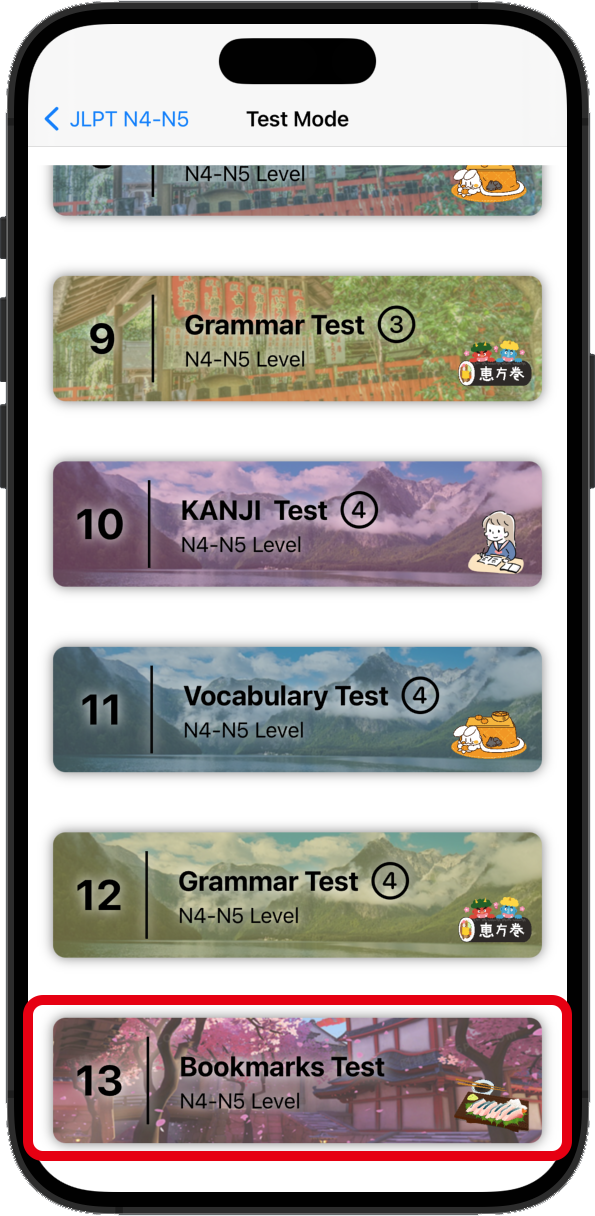 JLPT N4-N5
Test Mode
N4-N5 Level
9
Grammar Test ③
N4-N5 Level
恵方巻
10
KANJI Test ④
N4-N5 Level
11
Vocabulary Test ④
N4-N5 Level
12
Grammar Test ④
N4-N5 Level
恵方巻
13
Bookmarks Test
N4-N5 Level